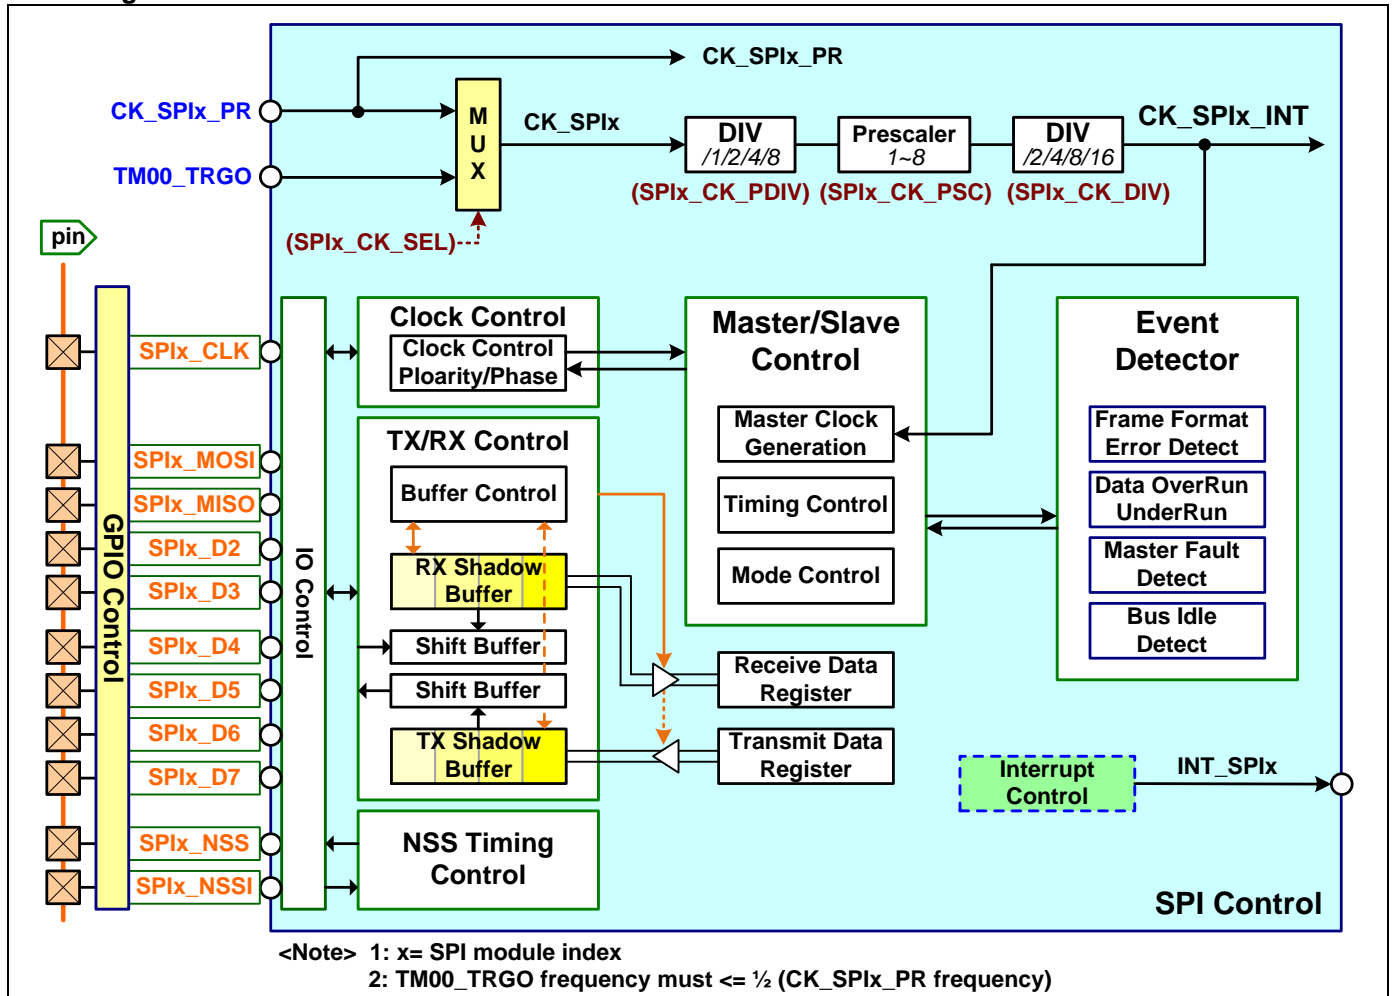 CK_SPIx_PR
CK_SPIx_PR
TM00_TRGO
MUX
CK_SPIx
DIV
/1/2/4/8
(SPIx_CK_PDIV)
Prescaler
1~8
(SPIx_CK_PSC)
DIV
/2/4/8/16
(SPIx_CK_DIV)
CK_SPIx_INT
(SPIx_CK_SEL)
pin
GPIO Control
SPIx_CLK
SPIx_MOSI
SPIx_MISO
SPIx_D2
SPIx_D3
SPIx_D4
SPIx_D5
SPIx_D6
SPIx_D7
SPIx_NSS
SPIx_NSSI
IO Control
Clock Control
Clock Control
Ploarity/Phase
TX/RX Control
Buffer Control
RX Shadow
Buffer
Shift Buffer
Shift Buffer
TX Shadow
Buffer
NSS Timing
Control
Master/Slave
Control
Master Clock
Generation
Timing Control
Mode Control
Receive Data
Register
Transmit Data
Register
Event
Detector
Frame Format
Error Detect
Data OverRun
UnderRun
Master Fault
Detect
Bus Idle
Detect
Interrupt
Control
INT_SPIx
SPI Control
<Note> 1: x= SPI module index
2: TM00_TRGO frequency must <= ½ (CK_SPIx_PR frequency)